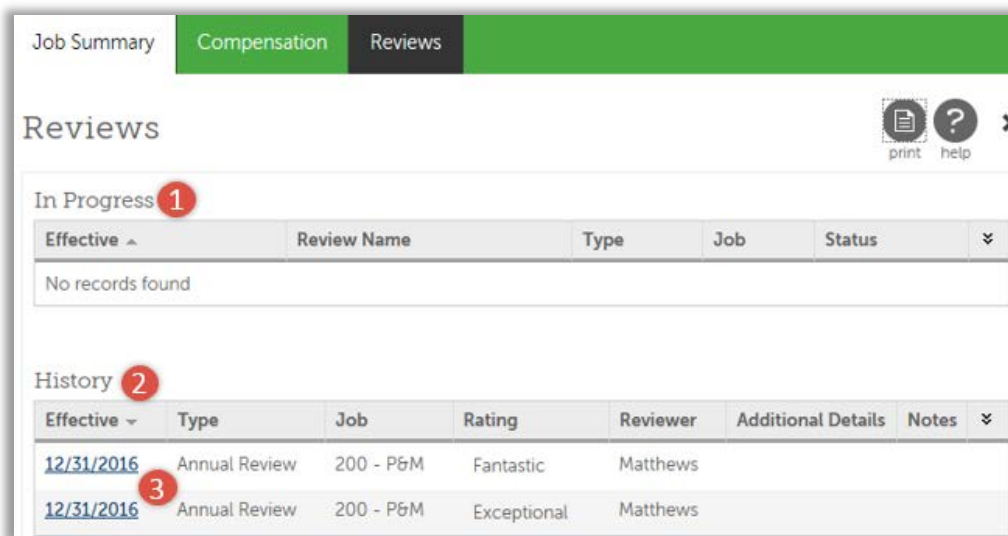 Job Summary Compensation Reviews
Reviews
print help
In Progress 1
Effective Review Name Type Job Status
No records found
History 2
Effective Type Job Rating Reviewer Additional Details Notes
12/31/2016 Annual Review 200 - P&M Fantastic Matthews
3
12/31/2016 Annual Review 200 - P&M Exceptional Matthews